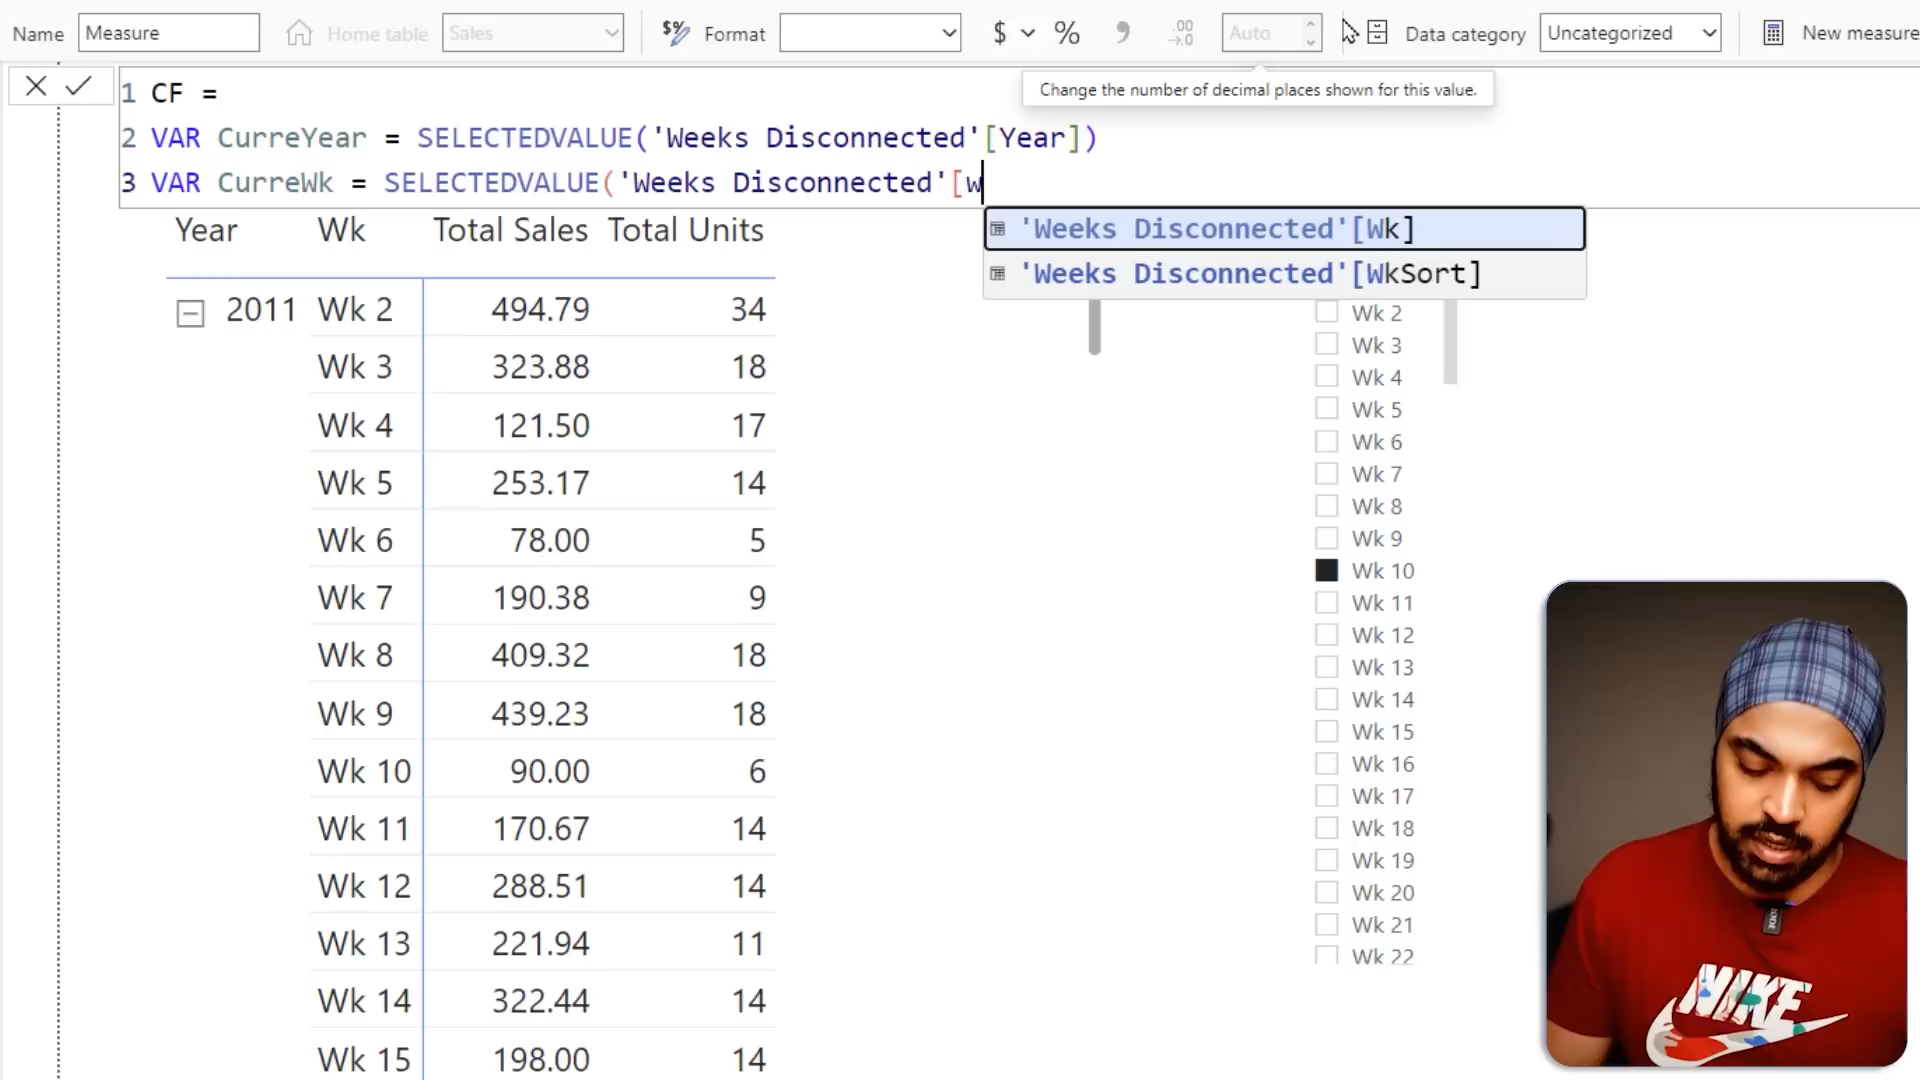 Name Measure Home table Sales Format $ % Auto Data category Uncategorized New measure
Change the number of decimal places shown for this value.
1 CF =
2 VAR CurreYear = SELECTEDVALUE('Weeks Disconnected'[Year])
3 VAR CurreWk = SELECTEDVALUE('Weeks Disconnected'[w
'Weeks Disconnected'[Wk]
'Weeks Disconnected'[WkSort]
Year Wk Total Sales Total Units
2011 Wk 2 494.79 34
Wk 3 323.88 18
Wk 4 121.50 17
Wk 5 253.17 14
Wk 6 78.00 5
Wk 7 190.38 9
Wk 8 409.32 18
Wk 9 439.23 18
Wk 10 90.00 6
Wk 11 170.67 14
Wk 12 288.51 14
Wk 13 221.94 11
Wk 14 322.44 14
Wk 15 198.00 14
Wk 2
Wk 3
Wk 4
Wk 5
Wk 6
Wk 7
Wk 8
Wk 9
Wk 10
Wk 11
Wk 12
Wk 13
Wk 14
Wk 15
Wk 16
Wk 17
Wk 18
Wk 19
Wk 20
Wk 21
Wk 22
NIKE